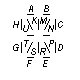 A B
H U K M N C
G T S R P D
F E